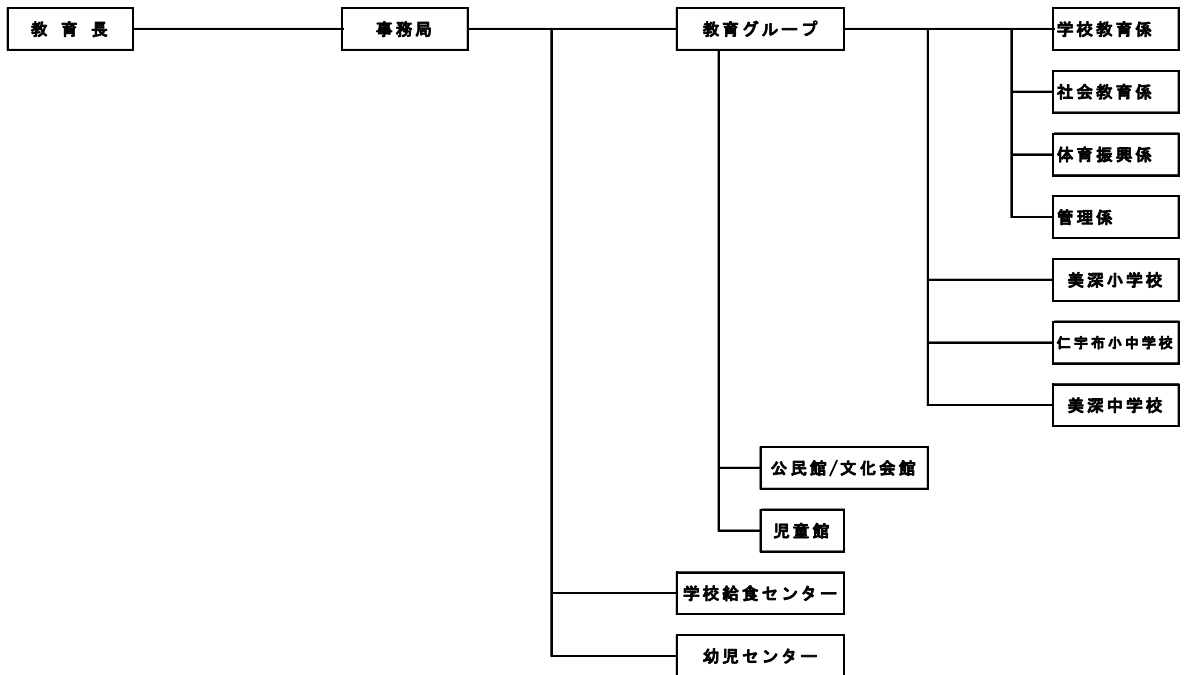 教 育 長
事務局
教育グループ
学校教育係
社会教育係
体育振興係
管理係
美深小学校
仁宇布小中学校
美深中学校
公民館/文化会館
児童館
学校給食センター
幼児センター